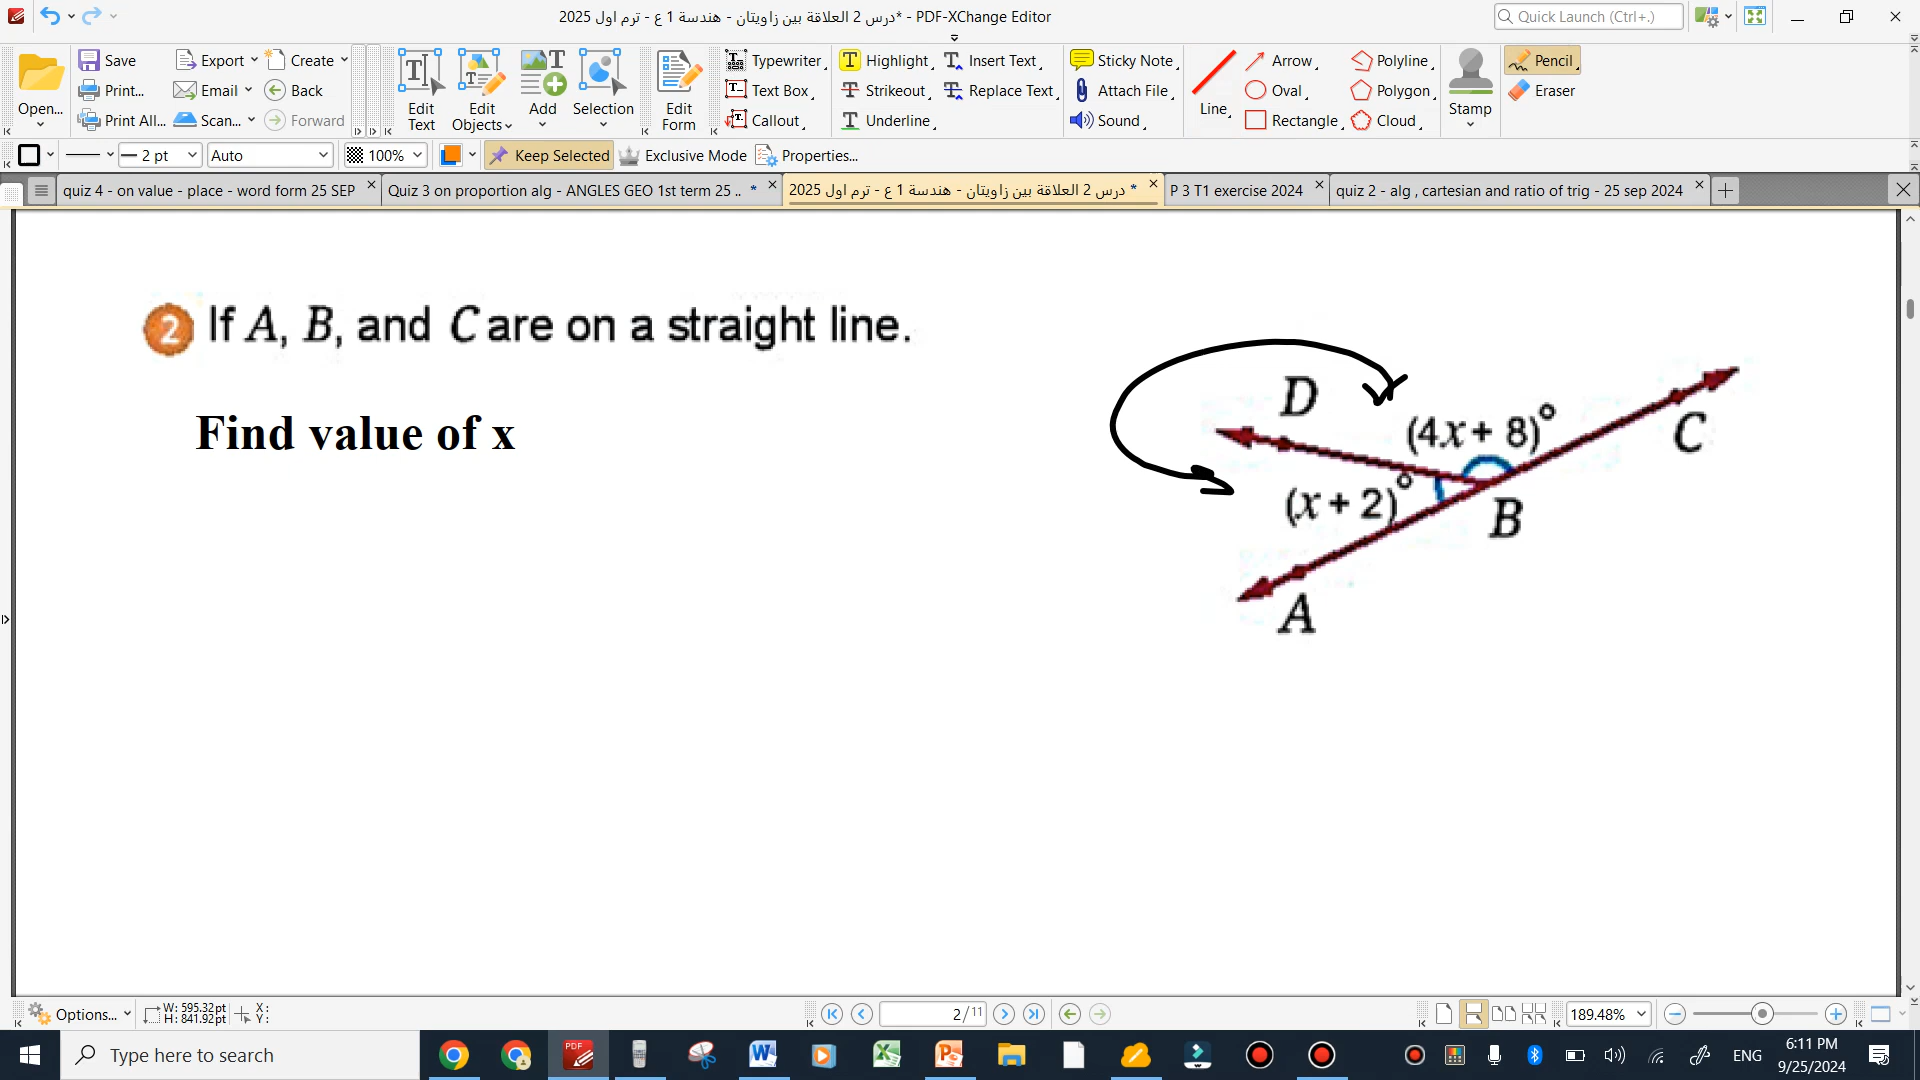 درس 2 العلاقة بين زاويتان - هندسة 1 ع - ترم اول 2025* - PDF-XChange Editor
Quick Launch (Ctrl+.)
Open...
Save
Print...
Print All...
Export
Email
Scan...
Create
Back
Forward
Edit Text
Edit Objects
Add
Selection
Edit Form
Typewriter
Text Box
Callout
Highlight
Strikeout
Underline
Insert Text
Replace Text
Sticky Note
Attach File
Sound
Line
Arrow
Oval
Rectangle
Polyline
Polygon
Cloud
Stamp
Pencil
Eraser
2 pt
Auto
100%
Keep Selected
Exclusive Mode
Properties...
quiz 4 - on value - place - word form 25 SEP
Quiz 3 on proportion alg - ANGLES GEO 1st term 25 .. *
درس 2 العلاقة بين زاويتان - هندسة 1 ع - ترم اول 2025 *
P 3 T1 exercise 2024
quiz 2 - alg , cartesian and ratio of trig - 25 sep 2024
2 If A, B, and C are on a straight line.
Find value of x
D
(4x + 8)°
C
(x + 2)°
B
A
Options...
W: 595.32pt
H: 841.92pt
X:
Y:
2 / 11
189.48%
Type here to search
PDF
ENG
6:11 PM
9/25/2024